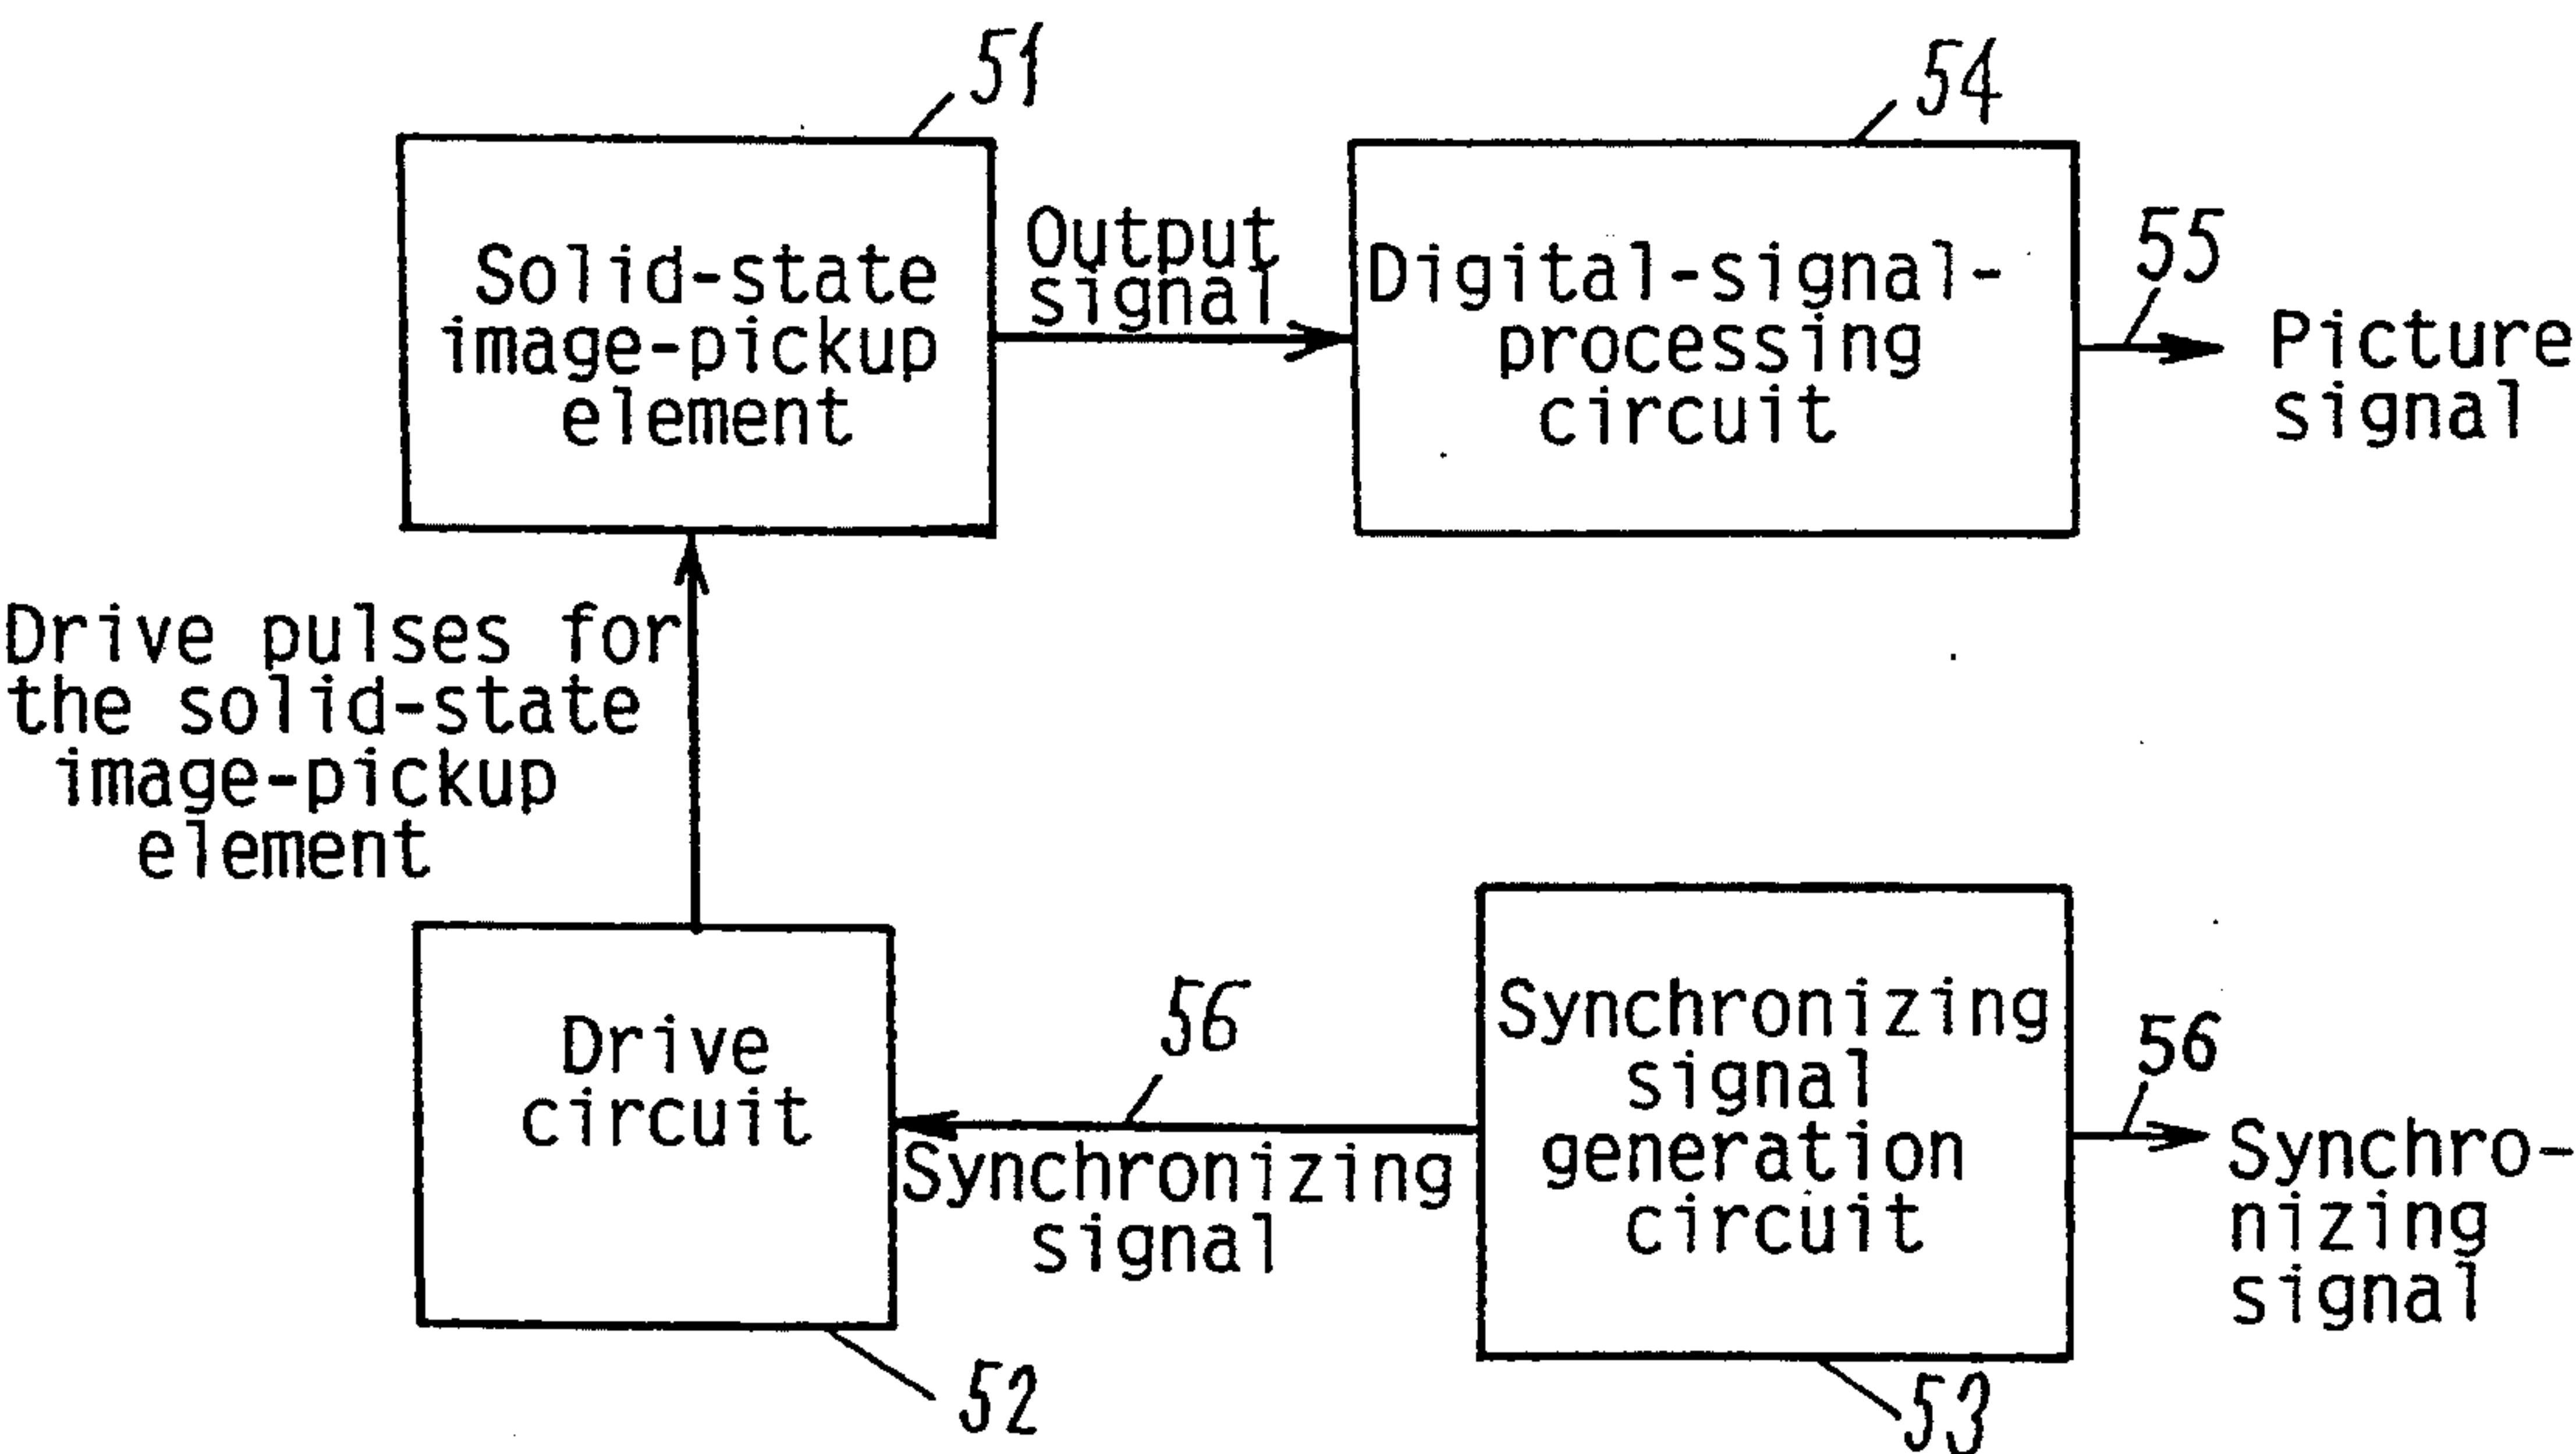 51
54
Solid-state
image-pickup
element
Output
signal
Digital-signal-
processing
circuit
55
Picture
signal
Drive pulses for
the solid-state
image-pickup
element
Drive
circuit
52
56
Synchronizing
signal
Synchronizing
signal
generation
circuit
53
56
Synchro-
nizing
signal